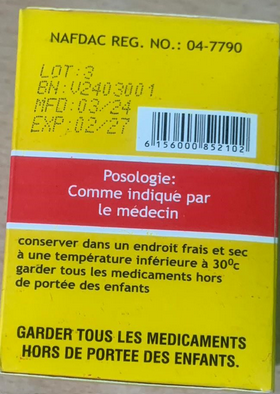 NAFDAC REG. NO.: 04-7790
LOT:3
BN:V2403001
MFD:03/24
EXP:02/27
6 156000 852102
Posologie:
Comme indiqué par
le médecin
conserver dans un endroit frais et sec
à une température inférieure à 30⁰c
garder tous les medicaments hors
de portée des enfants
GARDER TOUS LES MEDICAMENTS
HORS DE PORTEE DES ENFANTS.